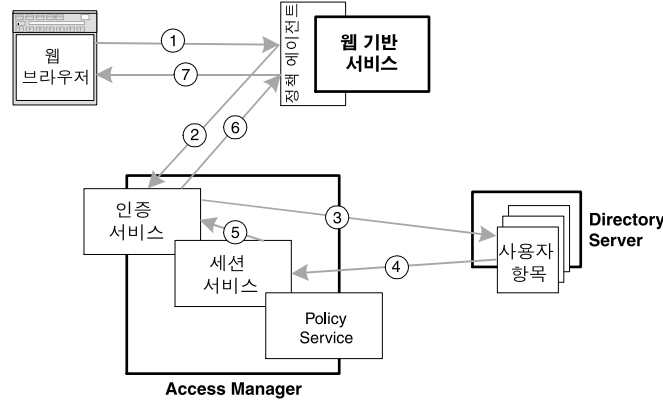 웹
브라우저
1
7
정책 에이전트
웹 기반
서비스
2
6
인증
서비스
3
5
세션
서비스
4
사용자
항목
Directory
Server
Policy
Service
Access Manager